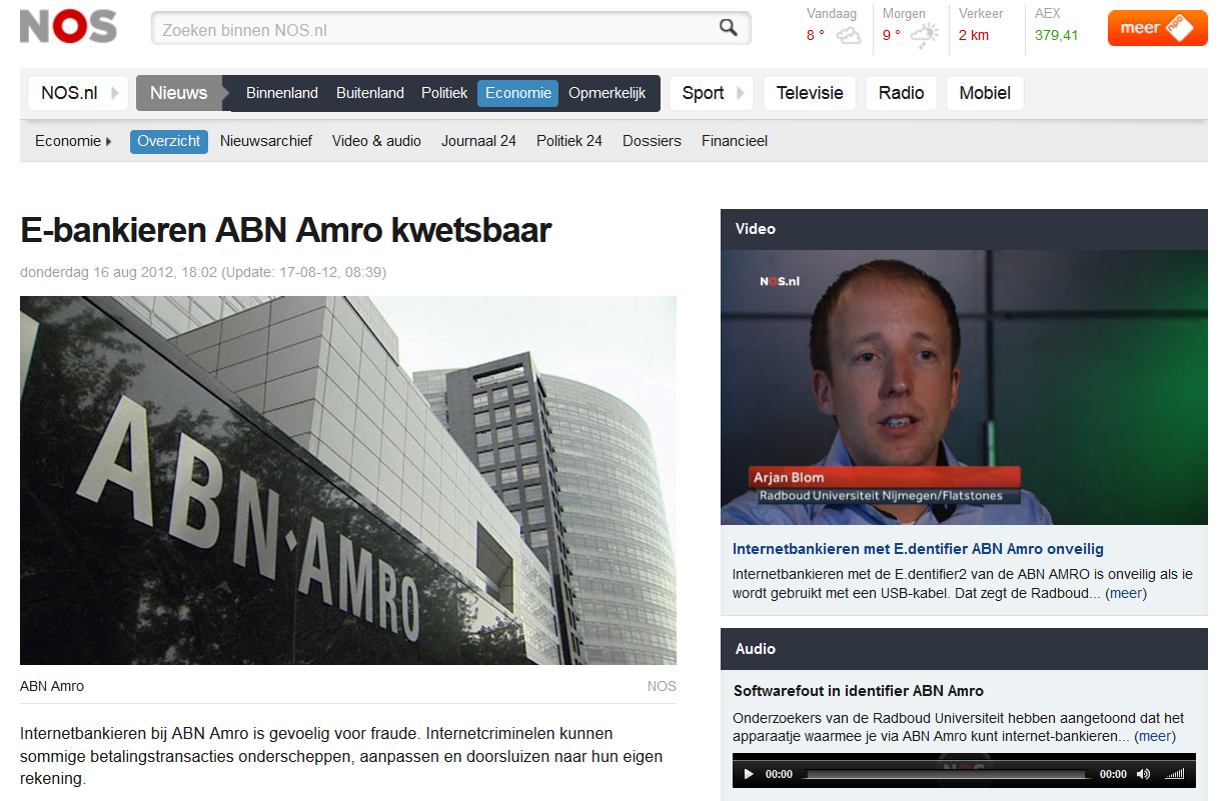 NOS
Zoeken binnen NOS.nl
Vandaag
8 °
Morgen
9 °
Verkeer
2 km
AEX
379,41
meer npo
NOS.nl
Nieuws
Binnenland
Buitenland
Politiek
Economie
Opmerkelijk
Sport
Televisie
Radio
Mobiel
Economie
Overzicht
Nieuwsarchief
Video & audio
Journaal 24
Politiek 24
Dossiers
Financieel
E-bankieren ABN Amro kwetsbaar
donderdag 16 aug 2012, 18:02 (Update: 17-08-12, 08:39)
ABN·AMRO
ABN Amro
NOS
Internetbankieren bij ABN Amro is gevoelig voor fraude. Internetcriminelen kunnen
sommige betalingstransacties onderscheppen, aanpassen en doorsluizen naar hun eigen
rekening.
Video
NOS.nl
Arjan Blom
Radboud Universiteit Nijmegen/Flatstones
Internetbankieren met E.dentifier ABN Amro onveilig
Internetbankieren met de E.dentifier2 van de ABN AMRO is onveilig als ie
wordt gebruikt met een USB-kabel. Dat zegt de Radboud... (meer)
Audio
Softwarefout in identifier ABN Amro
Onderzoekers van de Radboud Universiteit hebben aangetoond dat het
apparaatje waarmee je via ABN Amro kunt internet-bankieren... (meer)
NOS
00:00
00:00